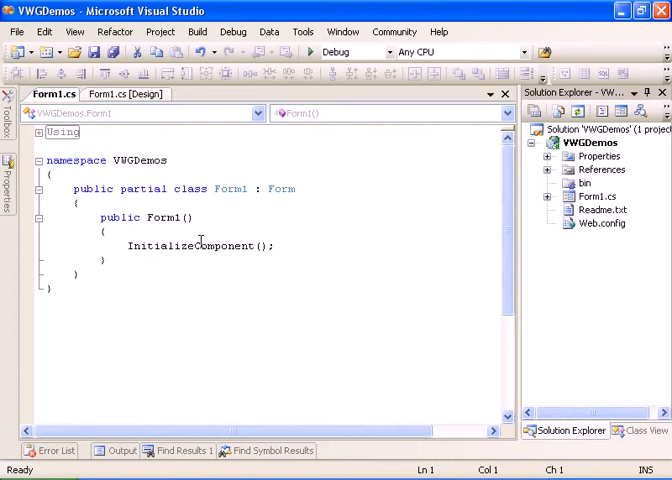 VWGDemos - Microsoft Visual Studio
File Edit View Refactor Project Build Debug Data Tools Window Community Help
Debug Any CPU
Form1.cs Form1.cs [Design]
VWGDemos.Form1 Form1()
Toolbox
Properties
Using
namespace VWGDemos
{
public partial class Form1 : Form
{
public Form1()
{
InitializeComponent();
}
}
}
Solution Explorer - VW...
Solution 'VWGDemos' (1 project
VWGDemos
Properties
References
bin
Form1.cs
Readme.txt
Web.config
Solution Explorer Class View
Error List Output Find Results 1 Find Symbol Results
Ready Ln 1 Col 1 Ch 1 INS